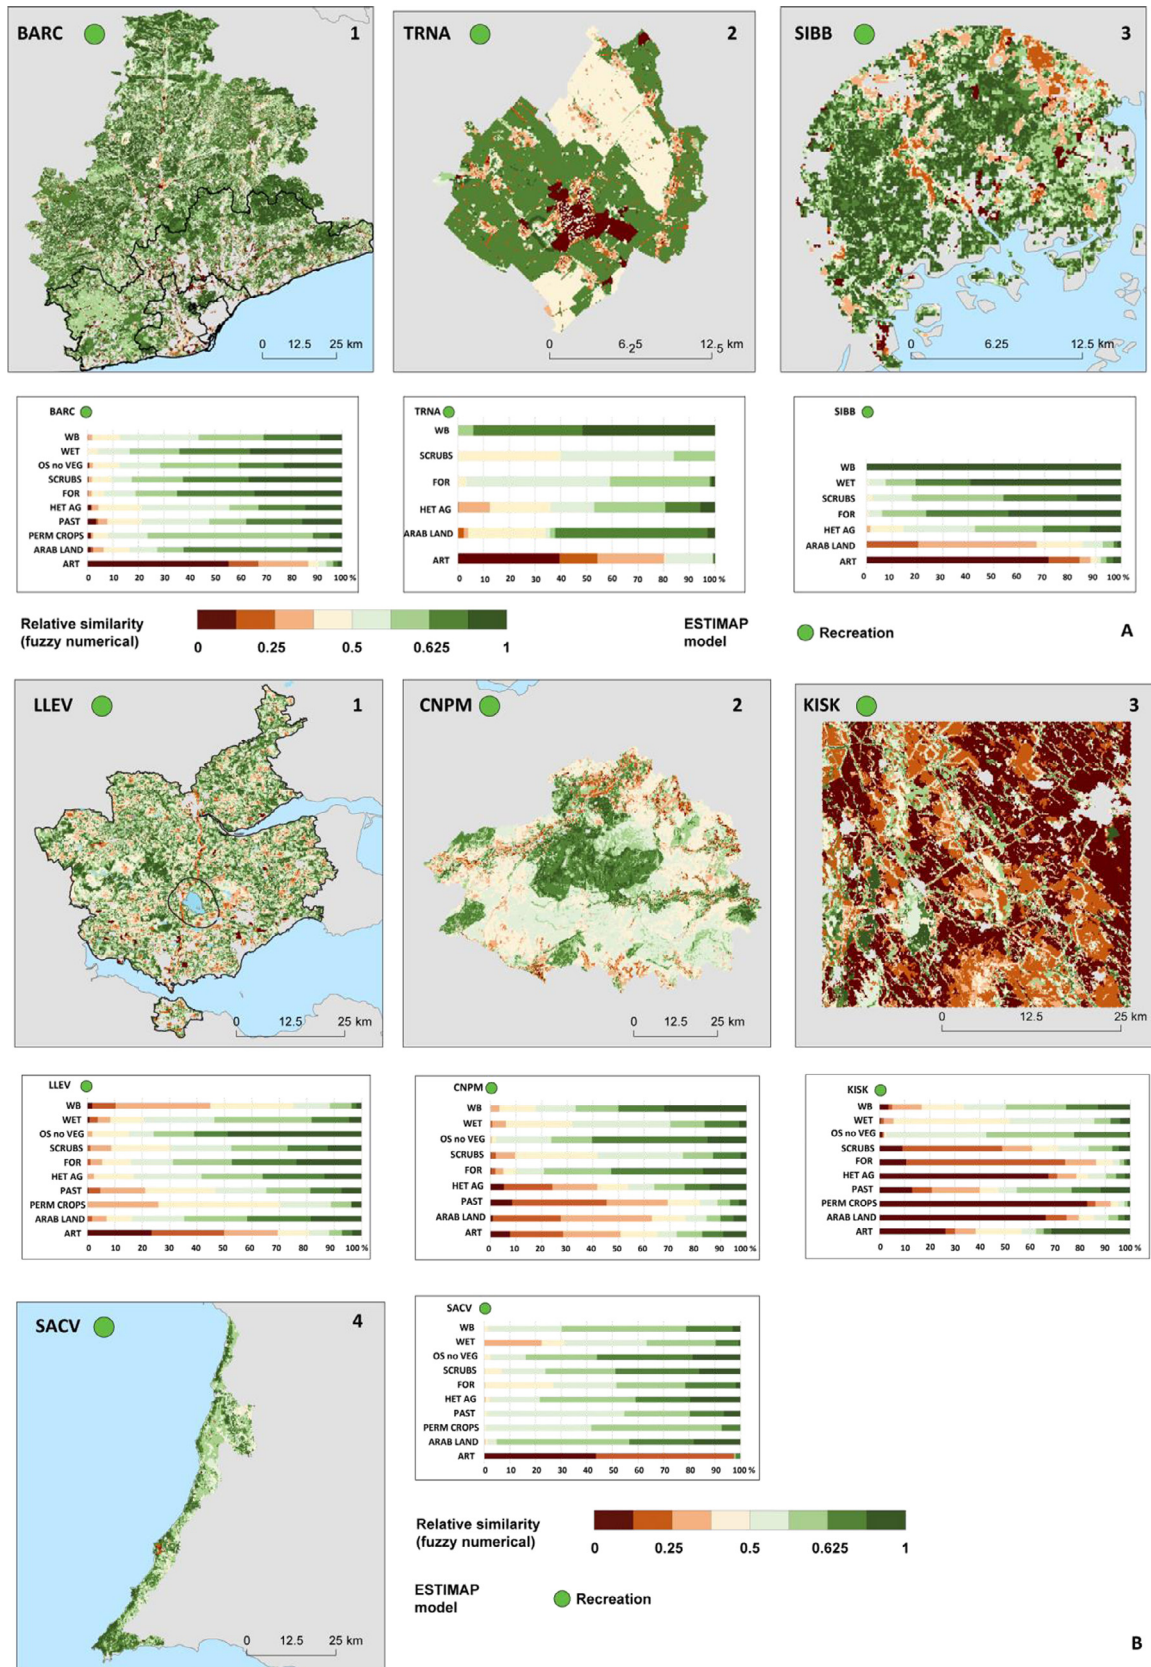 BARC 1
TRNA 2
SIBB 3
0 12.5 25 km
0 6.2 12.5 km
0 6.25 12.5 km
BARC
WB
WET
OS no VEG
SCRUBS
FOR
HET AG
PAST
PERM CROPS
ARAB LAND
ART
0 10 20 30 40 50 60 70 80 90 100 %
TRNA
WB
SCRUBS
FOR
HET AG
ARAB LAND
ART
0 10 20 30 40 50 60 70 80 90 100 %
SIBB
WB
WET
SCRUBS
FOR
HET AG
ARAB LAND
ART
0 10 20 30 40 50 60 70 80 90 100 %
Relative similarity
(fuzzy numerical)
0 0.25 0.5 0.625 1
ESTIMAP
model
Recreation
A
LLEV 1
CNPM 2
KISK 3
0 12.5 25 km
0 12.5 25 km
0 12.5 25 km
LLEV
WB
WET
OS no VEG
SCRUBS
FOR
HET AG
PAST
PERM CROPS
ARAB LAND
ART
0 10 20 30 40 50 60 70 80 90 100 %
CNPM
WB
WET
OS no VEG
SCRUBS
FOR
HET AG
PAST
ARAB LAND
ART
0 10 20 30 40 50 60 70 80 90 100 %
KISK
WB
WET
OS no VEG
SCRUBS
FOR
HET AG
PAST
PERM CROPS
ARAB LAND
ART
0 10 20 30 40 50 60 70 80 90 100 %
SACV 4
0 12.5 25 km
SACV
WB
WET
OS no VEG
SCRUBS
FOR
HET AG
PAST
PERM CROPS
ARAB LAND
ART
0 10 20 30 40 50 60 70 80 90 100 %
Relative similarity
(fuzzy numerical)
0 0.25 0.5 0.625 1
ESTIMAP
model
Recreation
B